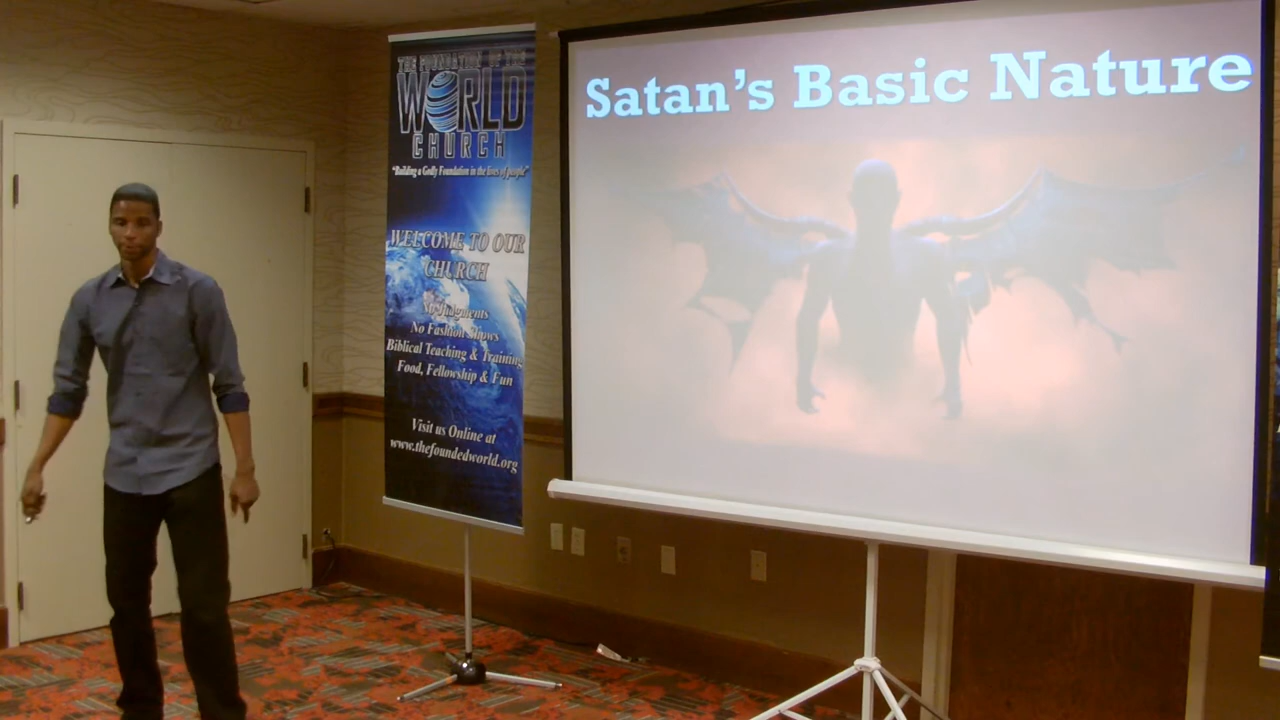 THE FOUNDATION OF THE
WORLD
CHURCH
"Building a Godly Foundation in the lives of people"
WELCOME TO OUR
CHURCH
No Judgments
No Fashion Shows
Biblical Teaching & Training
Food, Fellowship & Fun
Visit us Online at
www.thefoundedworld.org
Satan's Basic Nature